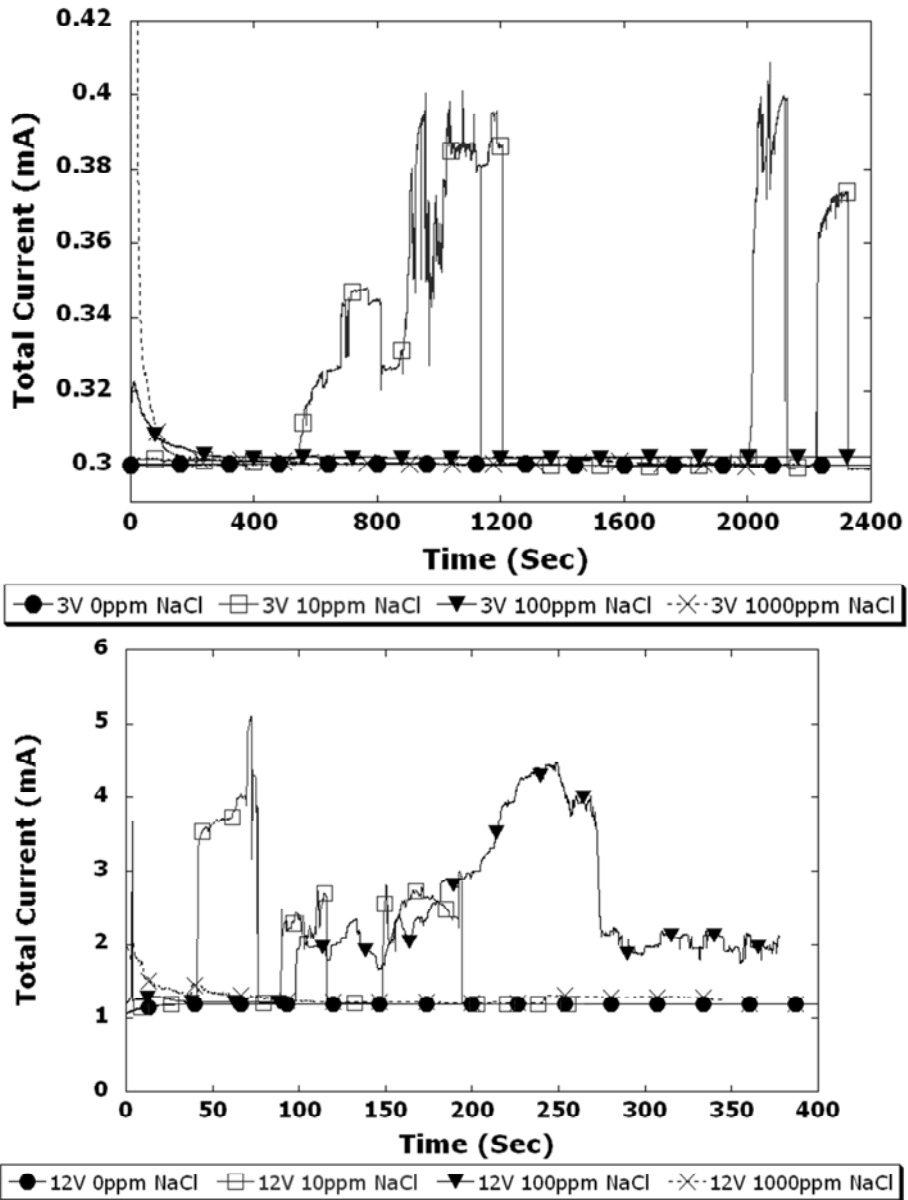 0.42
0.4
0.38
0.36
0.34
0.32
0.3
Total Current (mA)
0 400 800 1200 1600 2000 2400
Time (Sec)
3V 0ppm NaCl 3V 10ppm NaCl 3V 100ppm NaCl 3V 1000ppm NaCl
6
5
4
3
2
1
0
Total Current (mA)
0 50 100 150 200 250 300 350 400
Time (Sec)
12V 0ppm NaCl 12V 10ppm NaCl 12V 100ppm NaCl 12V 1000ppm NaCl